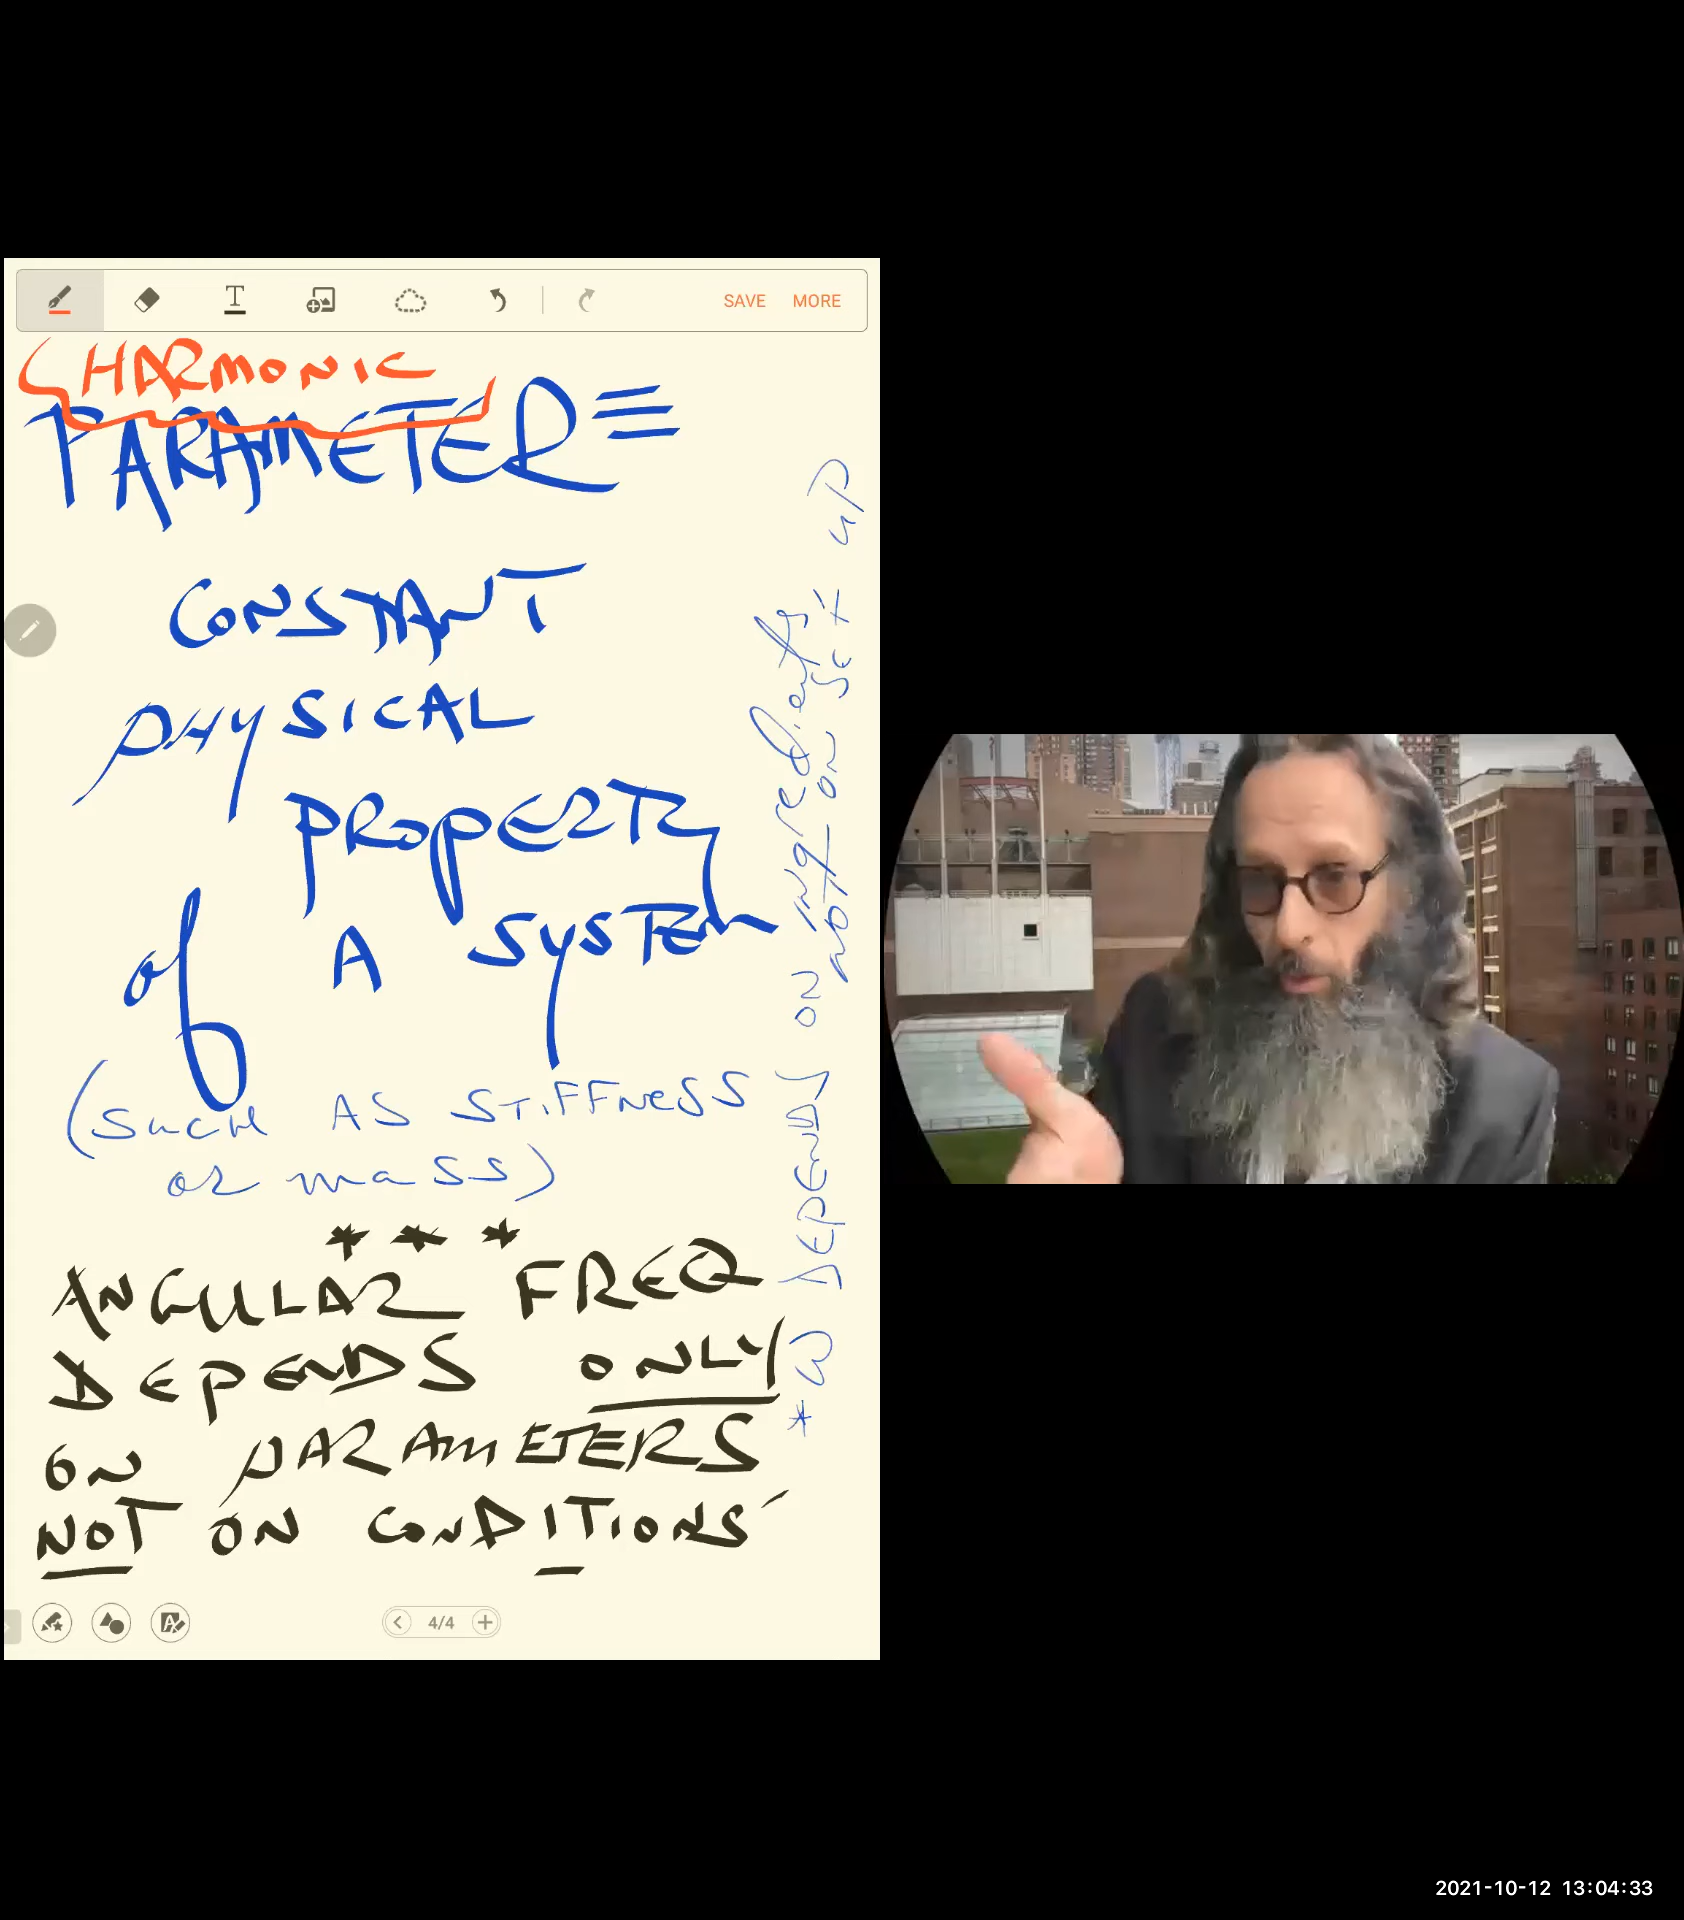 SAVE MORE
HARMONIC
PARAMETER ≡
CONSTANT
PHYSICAL
PROPERTY
of A SYSTEM
(SUCH AS STIFFNESS
OR MASS)
* * *
ANGULAR FREQ
DEPENDS ONLY
ON PARAMETERS
NOT ON CONDITIONS
* ω DEPENDS ON INgredients
NOT ON SET UP
4/4
2021-10-12 13:04:33